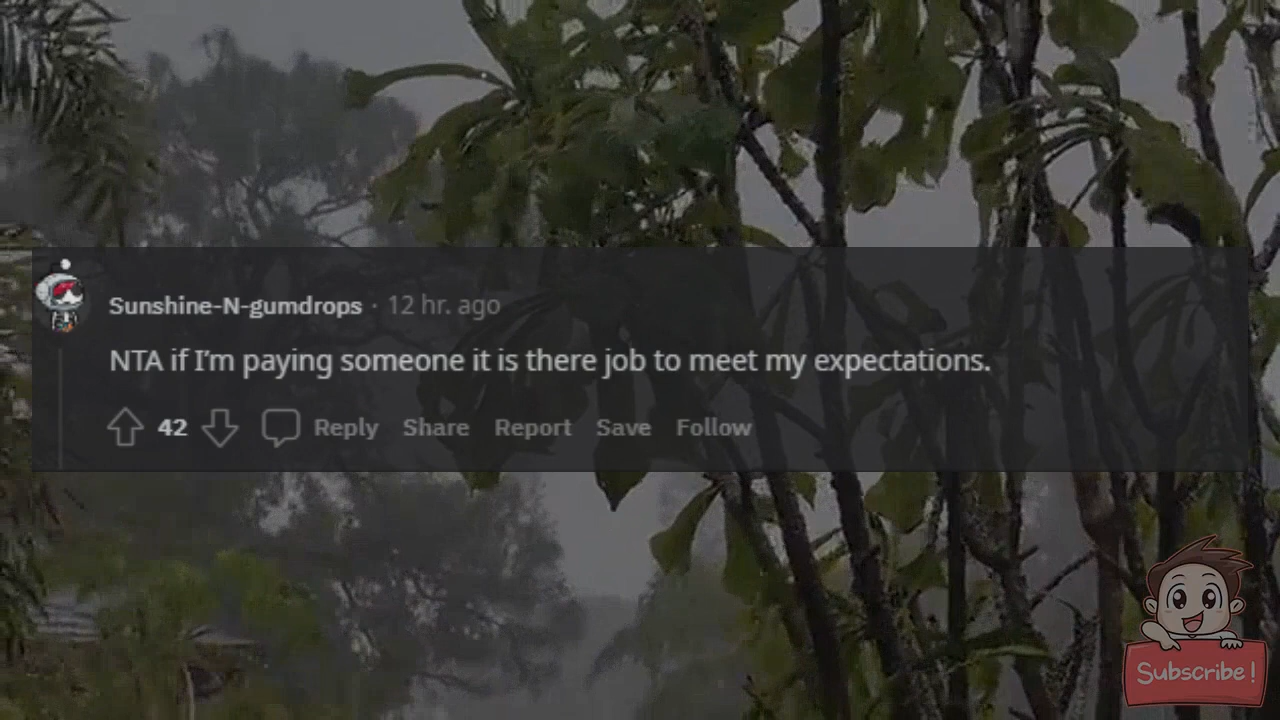 Sunshine-N-gumdrops · 12 hr. ago
NTA if I'm paying someone it is there job to meet my expectations.
42 Reply Share Report Save Follow
Subscribe!